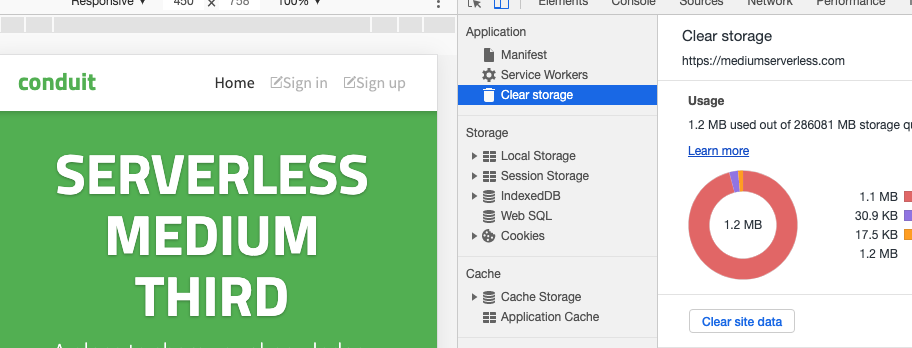 Responsive 450 × 758 100%
Elements Console Sources Network Performance
conduit
Home Sign in Sign up
SERVERLESS
MEDIUM
THIRD
Application
Manifest
Service Workers
Clear storage
Storage
Local Storage
Session Storage
IndexedDB
Web SQL
Cookies
Cache
Cache Storage
Application Cache
Clear storage
https://mediumserverless.com
Usage
1.2 MB used out of 286081 MB storage
Learn more
1.2 MB
1.1 MB
30.9 KB
17.5 KB
1.2 MB
Clear site data